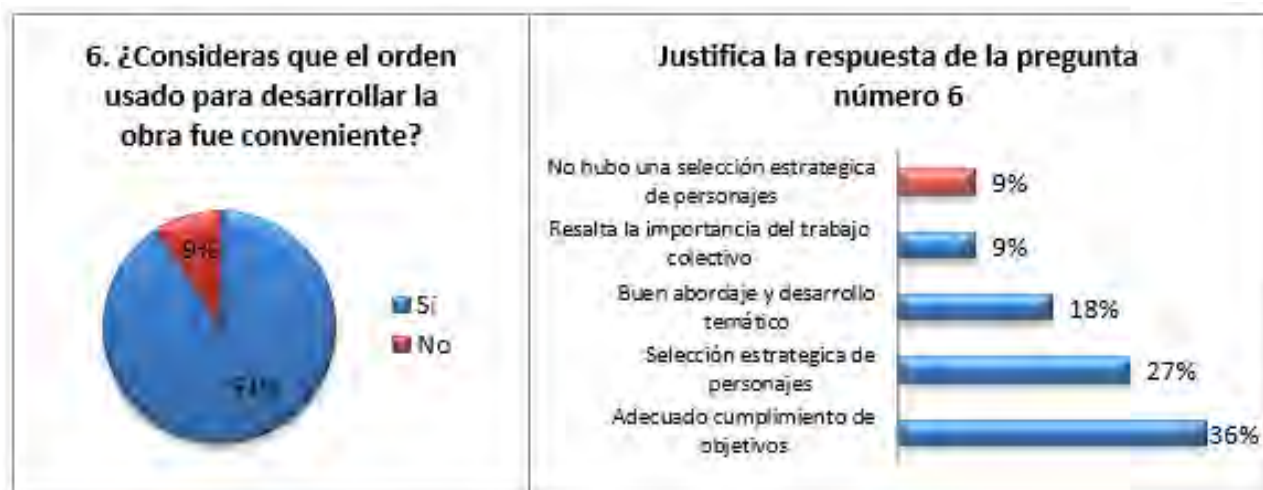 6. ¿Consideras que el orden
usado para desarrollar la
obra fue conveniente?
9%
91%
Sí
No
Justifica la respuesta de la pregunta
número 6
No hubo una selección estrategica
de personajes
9%
Resalta la importancia del trabajo
colectivo
9%
Buen abordaje y desarrollo
temático
18%
Selección estrategica de
personajes
27%
Adecuado cumplimiento de
objetivos
36%